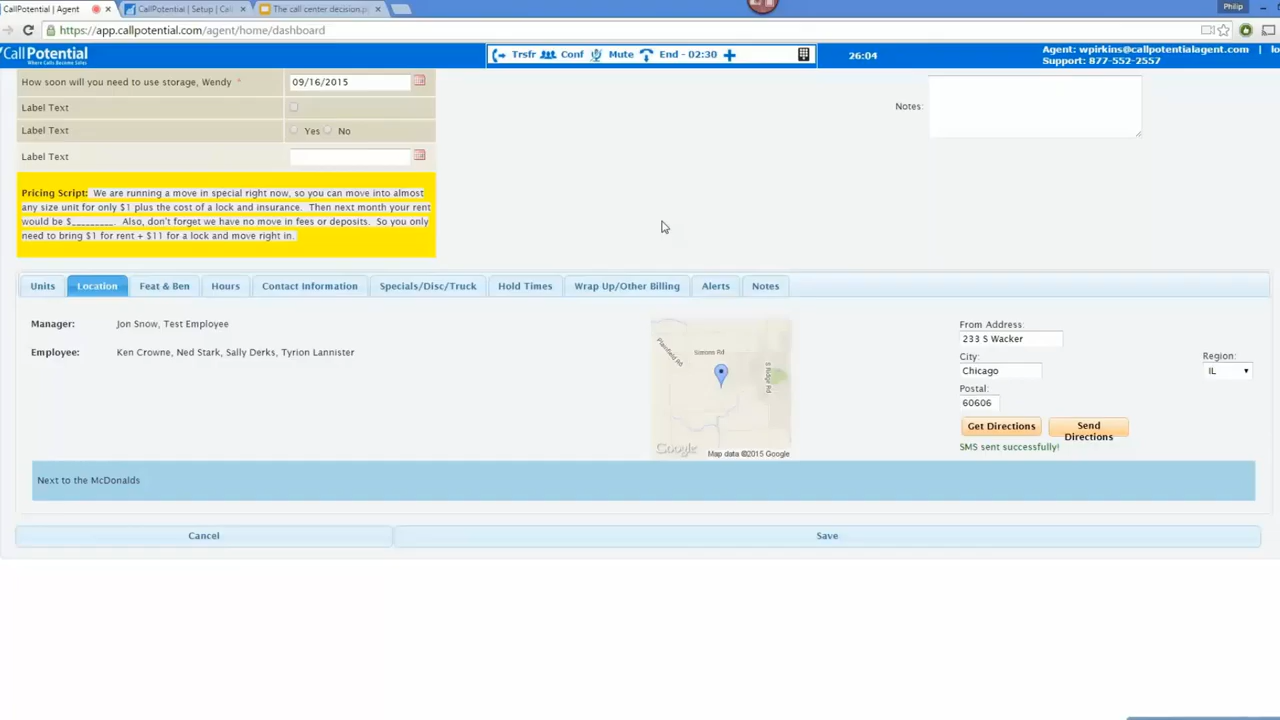 CallPotential | Agent
CallPotential | Setup | Cal
The call center decision.p
Philip
https://app.callpotential.com/agent/home/dashboard
CallPotential
Where Calls Become Sales
Trsfr Conf Mute End - 02:30
26:04
Agent: wpirkins@callpotentialagent.com | lo
Support: 877-552-2557
How soon will you need to use storage, Wendy *
09/16/2015
Label Text
Label Text
Yes No
Label Text
Notes:
Pricing Script: We are running a move in special right now, so you can move into almost
any size unit for only $1 plus the cost of a lock and insurance. Then next month your rent
would be $_________. Also, don't forget we have no move in fees or deposits. So you only
need to bring $1 for rent + $11 for a lock and move right in.
Units Location Feat & Ben Hours Contact Information Specials/Disc/Truck Hold Times Wrap Up/Other Billing Alerts Notes
Manager: Jon Snow, Test Employee
Employee: Ken Crowne, Ned Stark, Sally Derks, Tyrion Lannister
Plainfield Rd
S Ridge Rd
Google
Map data ©2015 Google
From Address:
233 S Wacker
City:
Chicago
Region:
IL
Postal:
60606
Get Directions
Send
Directions
SMS sent successfully!
Next to the McDonalds
Cancel
Save